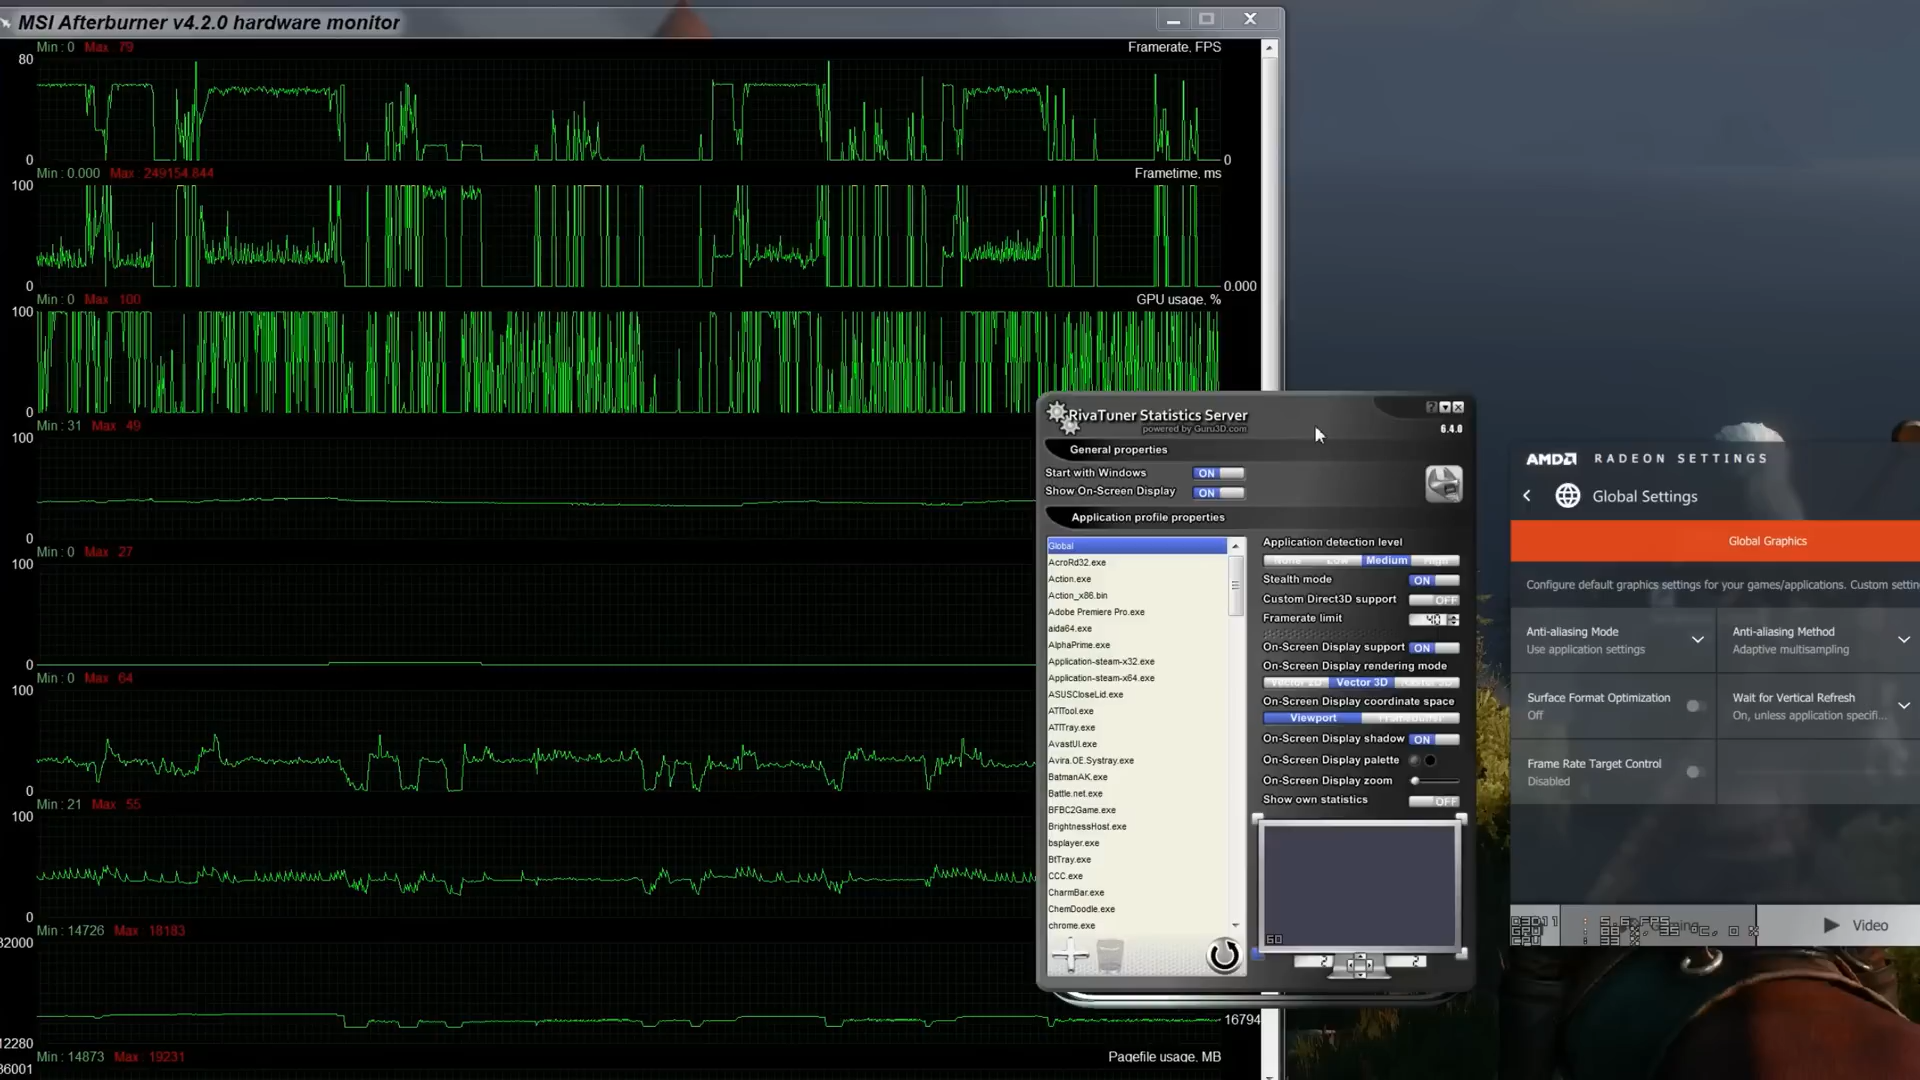 MSI Afterburner v4.2.0 hardware monitor
Min : 0 Max 79
Framerate, FPS
80
0
0
Min : 0.000 Max 249154.844
Frametime, ms
100
0
0.000
Min : 0 Max 100
GPU usage, %
100
0
Min : 31 Max 49
100
0
Min : 0 Max 27
100
0
Min : 0 Max 64
100
0
Min : 21 Max 55
100
0
Min : 14726 Max 18183
32000
16794
12280
Min : 14873 Max 19231
Pagefile usage, MB
36001
RivaTuner Statistics Server
powered by Guru3D.com
6.4.0
General properties
Start with Windows ON
Show On-Screen Display ON
Application profile properties
Global
AcroRd32.exe
Action.exe
Action_x86.bin
Adobe Premiere Pro.exe
aida64.exe
AlphaPrime.exe
Application-steam-x32.exe
Application-steam-x64.exe
ASUSCloseLid.exe
ATITool.exe
ATITray.exe
AvastUI.exe
Avira.OE.Systray.exe
BatmanAK.exe
Battle.net.exe
BFBC2Game.exe
BrightnessHost.exe
bsplayer.exe
BtTray.exe
CCC.exe
CharmBar.exe
ChemDoodle.exe
chrome.exe
Application detection level
None Low Medium High
Stealth mode ON
Custom Direct3D support OFF
Framerate limit 40
On-Screen Display support ON
On-Screen Display rendering mode
Vector 2D Vector 3D
On-Screen Display coordinate space
Viewport Framebuffer
On-Screen Display shadow ON
On-Screen Display palette
On-Screen Display zoom
Show own statistics OFF
60
2 2
AMD RADEON SETTINGS
Global Settings
Global Graphics
Configure default graphics settings for your games/applications. Custom settin
Anti-aliasing Mode
Use application settings
Anti-aliasing Method
Adaptive multisampling
Surface Format Optimization
Off
Wait for Vertical Refresh
On, unless application specifi...
Frame Rate Target Control
Disabled
Video